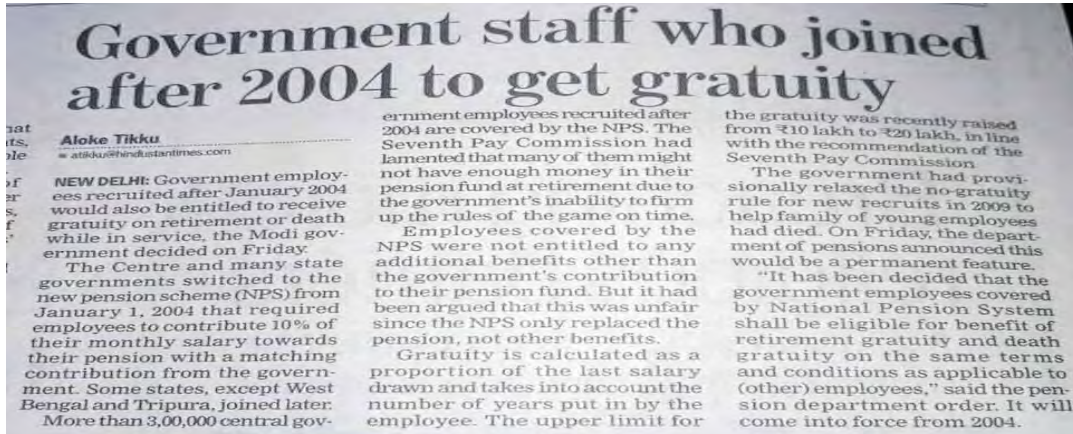 Government staff who joined
after 2004 to get gratuity
Aloke Tikku
atikku@hindustantimes.com
NEW DELHI: Government employ-
ees recruited after January 2004
would also be entitled to receive
gratuity on retirement or death
while in service, the Modi gov-
ernment decided on Friday.
The Centre and many state
governments switched to the
new pension scheme (NPS) from
January 1, 2004 that required
employees to contribute 10% of
their monthly salary towards
their pension with a matching
contribution from the govern-
ment. Some states, except West
Bengal and Tripura, joined later.
More than 3,00,000 central gov-
ernment employees recruited after
2004 are covered by the NPS. The
Seventh Pay Commission had
lamented that many of them might
not have enough money in their
pension fund at retirement due to
the government's inability to firm
up the rules of the game on time.
Employees covered by the
NPS were not entitled to any
additional benefits other than
the government's contribution
to their pension fund. But it had
been argued that this was unfair
since the NPS only replaced the
pension, not other benefits.
Gratuity is calculated as a
proportion of the last salary
drawn and takes into account the
number of years put in by the
employee. The upper limit for
the gratuity was recently raised
from ₹10 lakh to ₹20 lakh, in line
with the recommendation of the
Seventh Pay Commission
The government had provi-
sionally relaxed the no-gratuity
rule for new recruits in 2009 to
help family of young employees
had died. On Friday, the depart-
ment of pensions announced this
would be a permanent feature.
"It has been decided that the
government employees covered
by National Pension System
shall be eligible for benefit of
retirement gratuity and death
gratuity on the same terms
and conditions as applicable to
(other) employees," said the pen-
sion department order. It will
come into force from 2004.